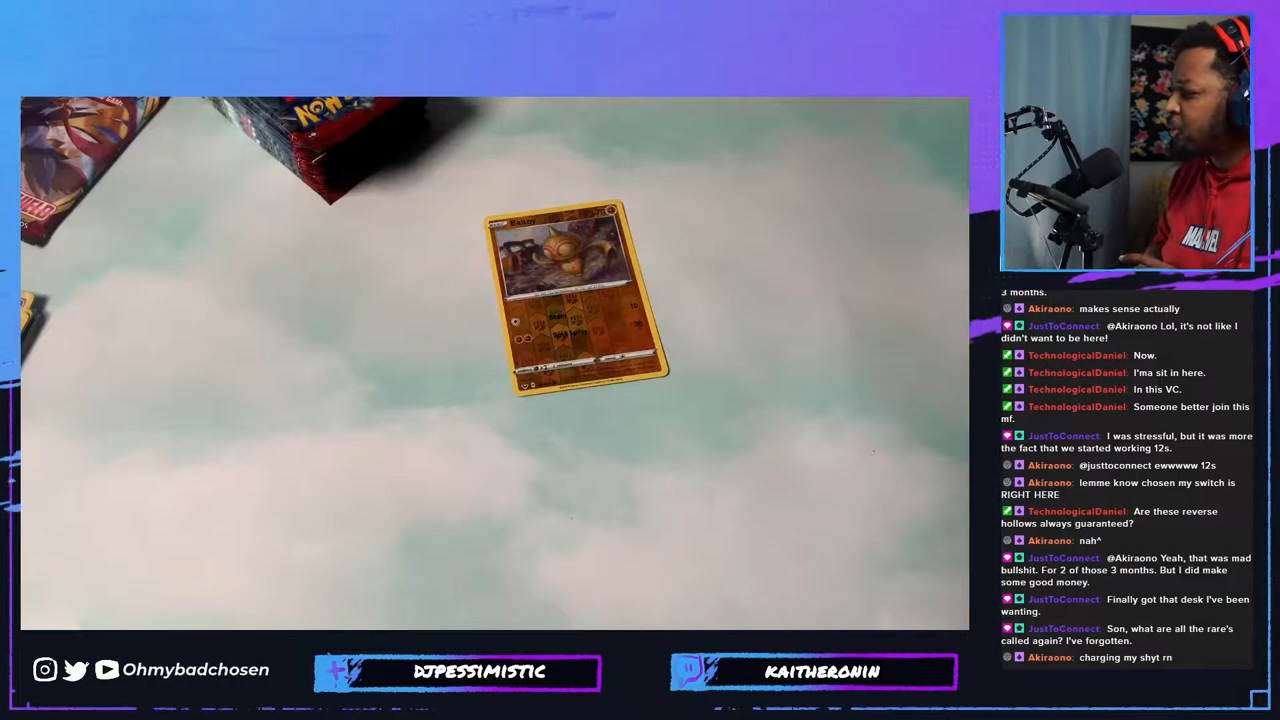 NOW
Baltoy
10
30
MARVEL
3 months.
Akiraono: makes sense actually
JustToConnect: @Akiraono Lol, it's not like I
didn't want to be here!
TechnologicalDaniel: Now.
TechnologicalDaniel: I'ma sit in here.
TechnologicalDaniel: In this VC.
TechnologicalDaniel: Someone better join this
mf.
JustToConnect: I was stressful, but it was more
the fact that we started working 12s.
Akiraono: @justtoconnect ewwwww 12s
Akiraono: lemme know chosen my switch is
RIGHT HERE
TechnologicalDaniel: Are these reverse
hollows always guaranteed?
Akiraono: nah^
JustToConnect: @Akiraono Yeah, that was mad
bullshit. For 2 of those 3 months. But I did make
some good money.
JustToConnect: Finally got that desk I've been
wanting.
JustToConnect: Son, what are all the rare's
called again? I've forgotten.
Akiraono: charging my shyt rn
Ohmybadchosen
DJPESSIMISTIC
KAITHERONIN